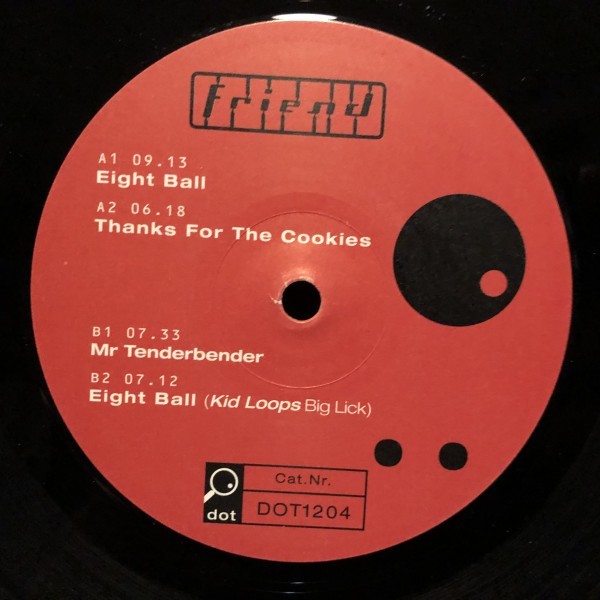 friend
A1 09.13
Eight Ball
A2 06.18
Thanks For The Cookies
B1 07.33
Mr Tenderbender
B2 07.12
Eight Ball (Kid Loops Big Lick)
Cat.Nr.
dot DOT1204